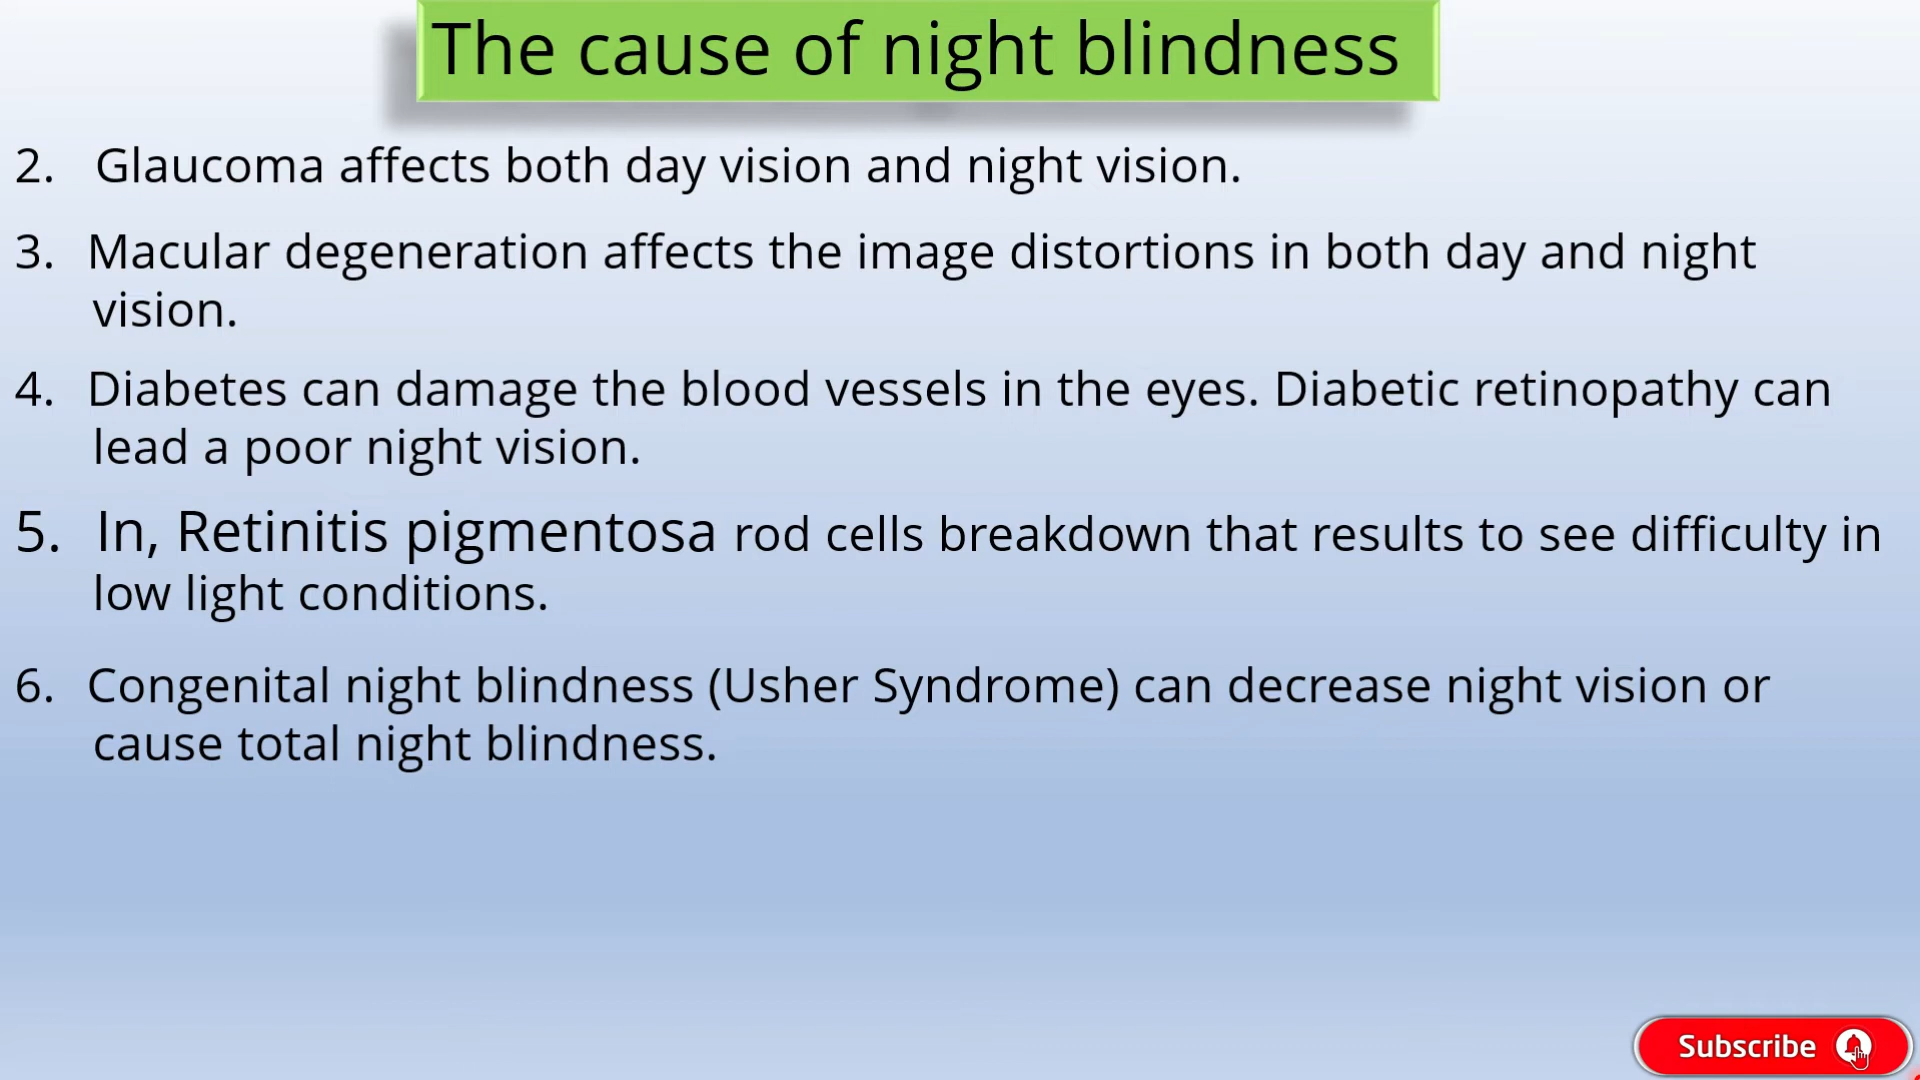 The cause of night blindness
2. Glaucoma affects both day vision and night vision.
3. Macular degeneration affects the image distortions in both day and night
vision.
4. Diabetes can damage the blood vessels in the eyes. Diabetic retinopathy can
lead a poor night vision.
5. In, Retinitis pigmentosa rod cells breakdown that results to see difficulty in
low light conditions.
6. Congenital night blindness (Usher Syndrome) can decrease night vision or
cause total night blindness.
Subscribe